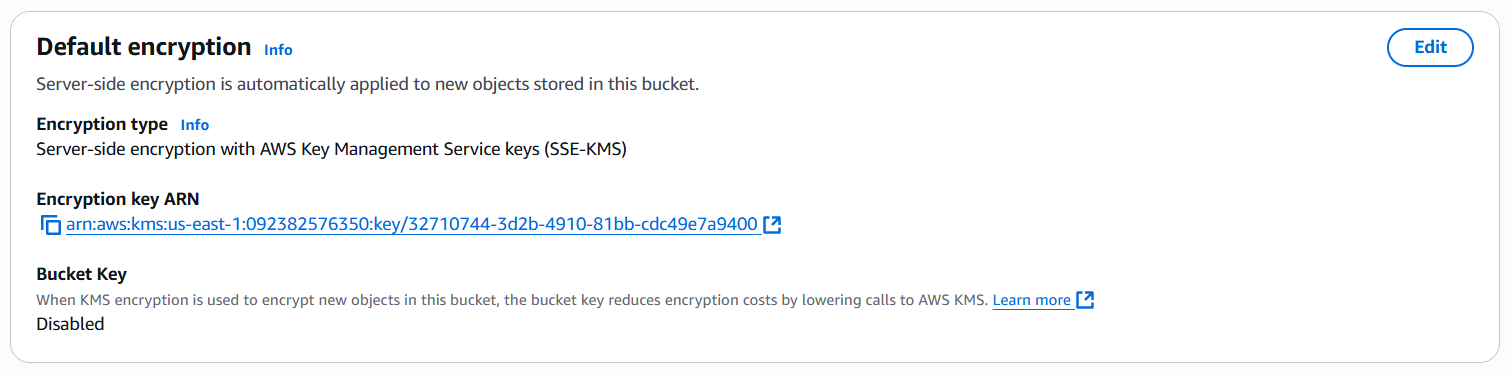 Default encryption Info
Edit
Server-side encryption is automatically applied to new objects stored in this bucket.
Encryption type Info
Server-side encryption with AWS Key Management Service keys (SSE-KMS)
Encryption key ARN
arn:aws:kms:us-east-1:092382576350:key/32710744-3d2b-4910-81bb-cdc49e7a9400
Bucket Key
When KMS encryption is used to encrypt new objects in this bucket, the bucket key reduces encryption costs by lowering calls to AWS KMS. Learn more
Disabled